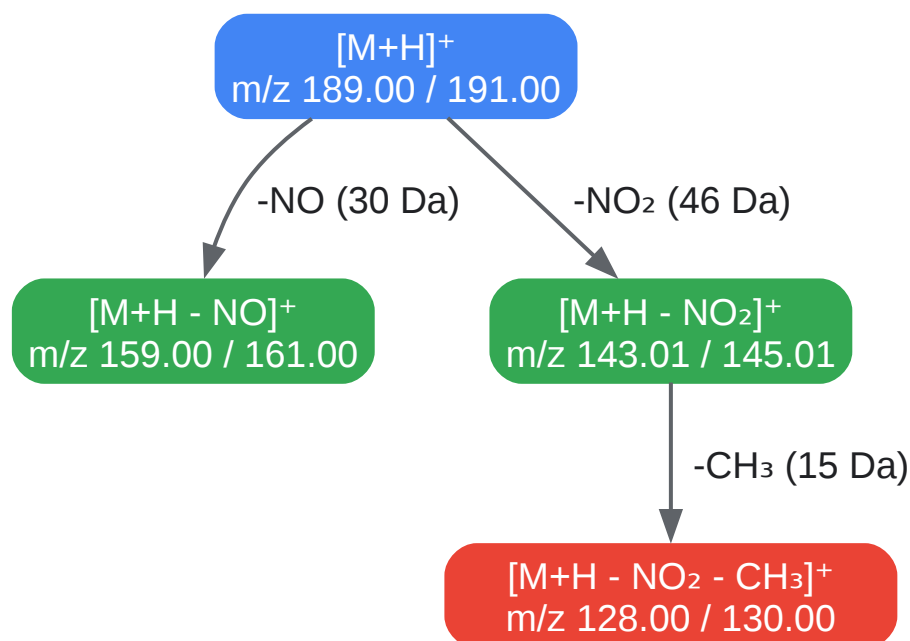 [M+H]⁺
m/z 189.00 / 191.00
-NO (30 Da)
-NO₂ (46 Da)
[M+H - NO]⁺
m/z 159.00 / 161.00
[M+H - NO₂]⁺
m/z 143.01 / 145.01
-CH₃ (15 Da)
[M+H - NO₂ - CH₃]⁺
m/z 128.00 / 130.00